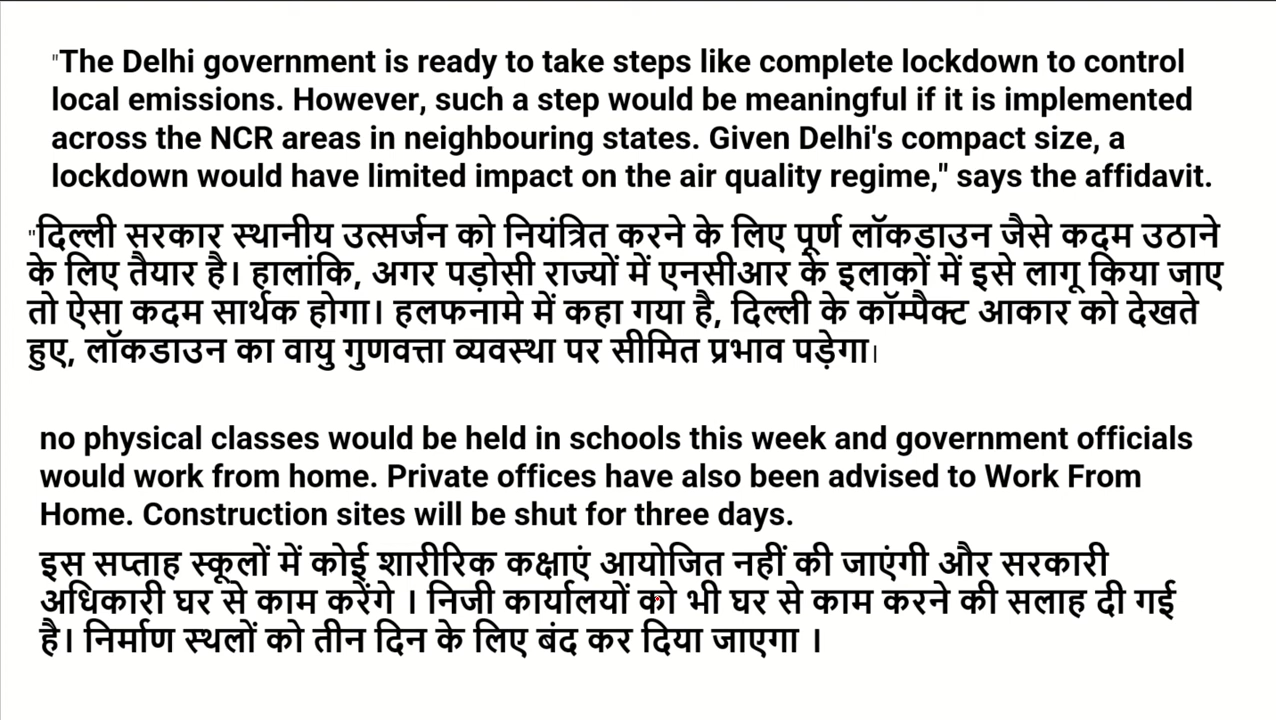 "The Delhi government is ready to take steps like complete lockdown to control
local emissions. However, such a step would be meaningful if it is implemented
across the NCR areas in neighbouring states. Given Delhi's compact size, a
lockdown would have limited impact on the air quality regime," says the affidavit.
"दिल्ली सरकार स्थानीय उत्सर्जन को नियंत्रित करने के लिए पूर्ण लॉकडाउन जैसे कदम उठाने
के लिए तैयार है। हालांकि, अगर पड़ोसी राज्यों में एनसीआर के इलाकों में इसे लागू किया जाए
तो ऐसा कदम सार्थक होगा। हलफनामे में कहा गया है, दिल्ली के कॉम्पैक्ट आकार को देखते
हुए, लॉकडाउन का वायु गुणवत्ता व्यवस्था पर सीमित प्रभाव पड़ेगा।
no physical classes would be held in schools this week and government officials
would work from home. Private offices have also been advised to Work From
Home. Construction sites will be shut for three days.
इस सप्ताह स्कूलों में कोई शारीरिक कक्षाएं आयोजित नहीं की जाएंगी और सरकारी
अधिकारी घर से काम करेंगे । निजी कार्यालयों को भी घर से काम करने की सलाह दी गई
है। निर्माण स्थलों को तीन दिन के लिए बंद कर दिया जाएगा ।